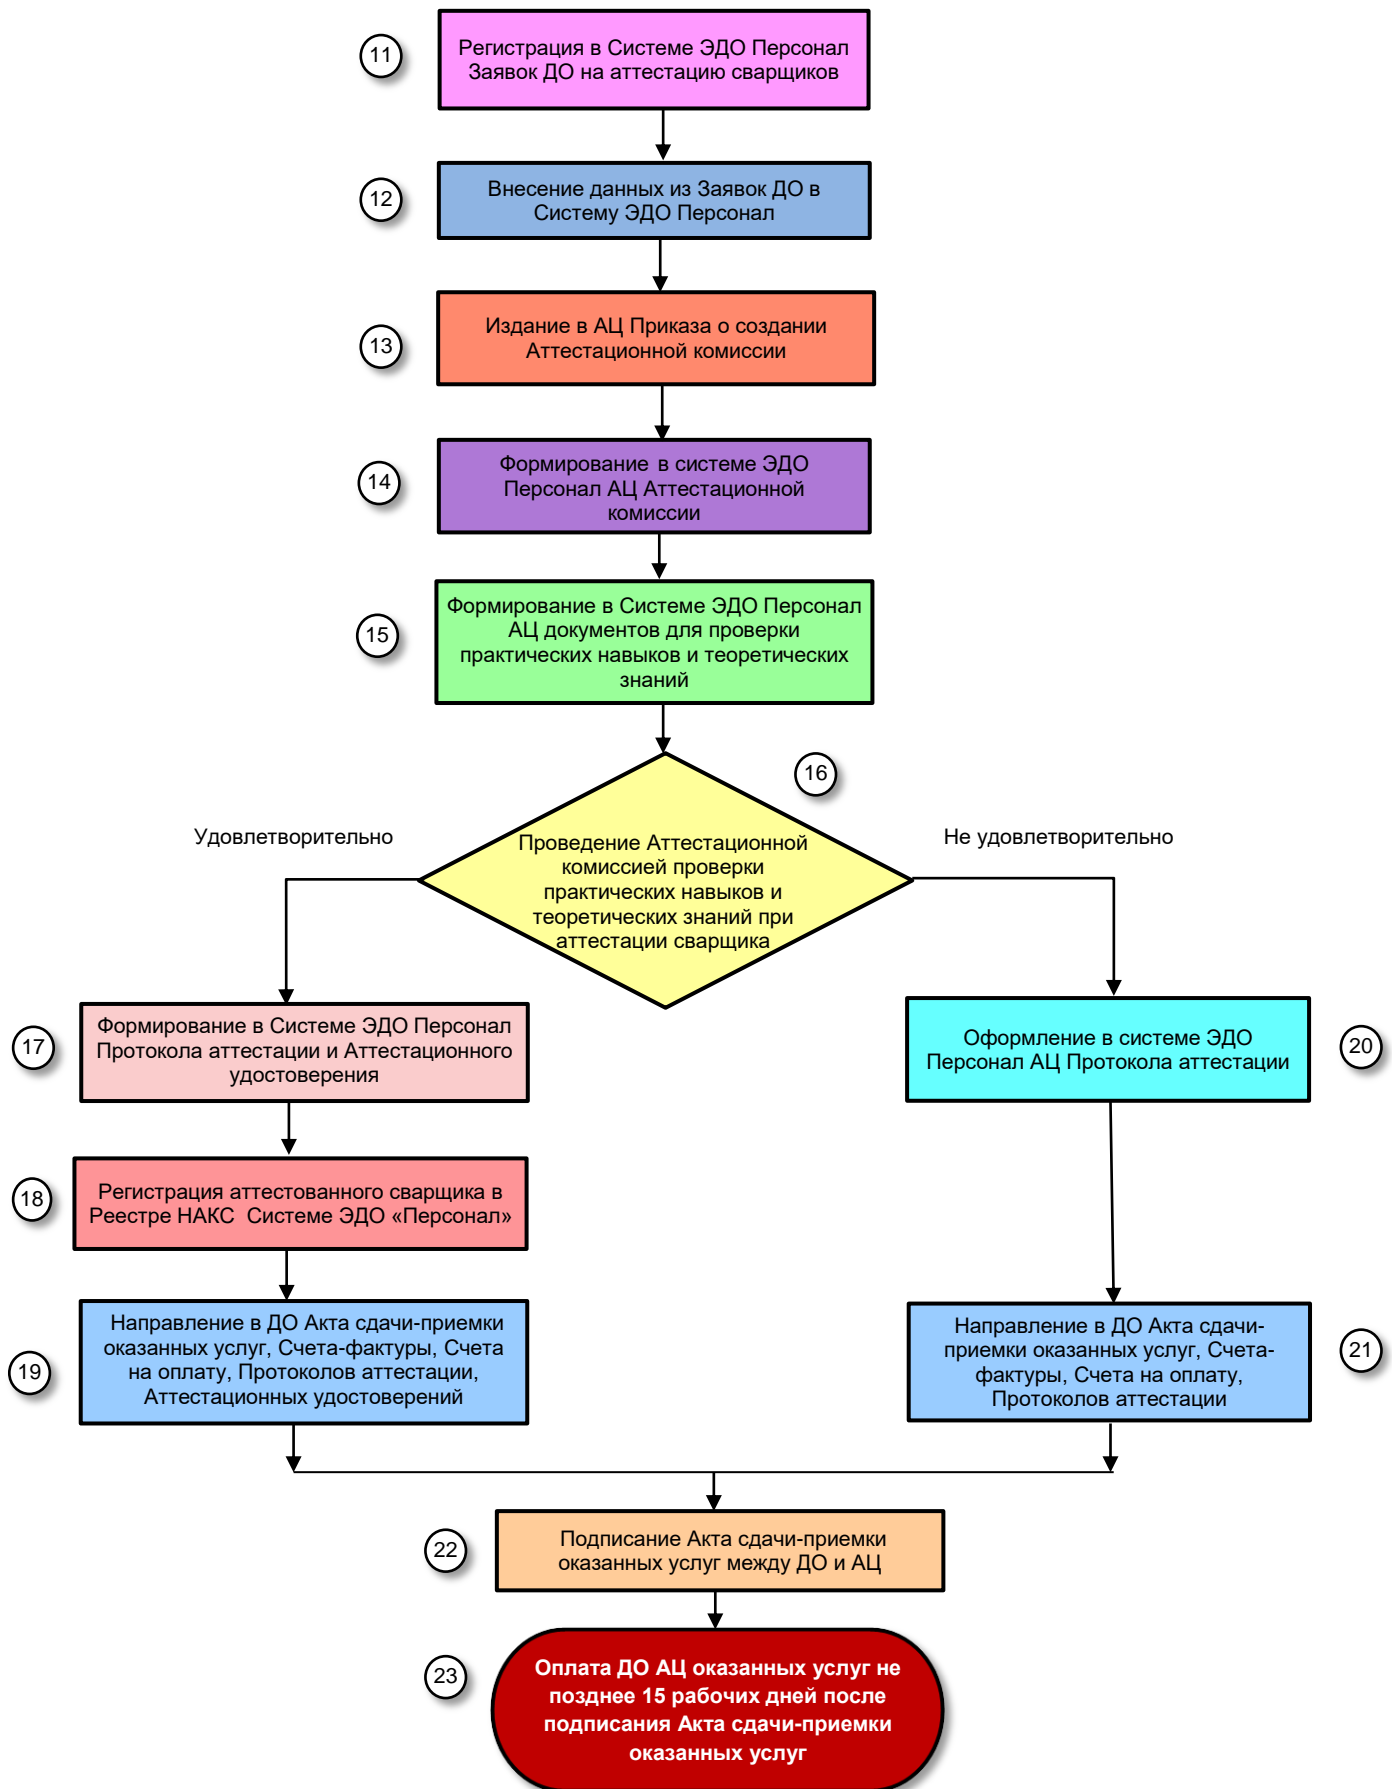 11
Регистрация в Системе ЭДО Персонал
Заявок ДО на аттестацию сварщиков
12
Внесение данных из Заявок ДО в
Систему ЭДО Персонал
13
Издание в АЦ Приказа о создании
Аттестационной комиссии
14
Формирование в системе ЭДО
Персонал АЦ Аттестационной
комиссии
15
Формирование в Системе ЭДО Персонал
АЦ документов для проверки
практических навыков и теоретических
знаний
16
Удовлетворительно
Не удовлетворительно
Проведение Аттестационной
комиссией проверки
практических навыков и
теоретических знаний при
аттестации сварщика
17
Формирование в Системе ЭДО Персонал
Протокола аттестации и Аттестационного
удостоверения
Оформление в системе ЭДО
Персонал АЦ Протокола аттестации
20
18
Регистрация аттестованного сварщика в
Реестре НАКС Системе ЭДО «Персонал»
19
Направление в ДО Акта сдачи-приемки
оказанных услуг, Счета-фактуры, Счета
на оплату, Протоколов аттестации,
Аттестационных удостоверений
Направление в ДО Акта сдачи-
приемки оказанных услуг, Счета-
фактуры, Счета на оплату,
Протоколов аттестации
21
22
Подписание Акта сдачи-приемки
оказанных услуг между ДО и АЦ
23
Оплата ДО АЦ оказанных услуг не
позднее 15 рабочих дней после
подписания Акта сдачи-приемки
оказанных услуг